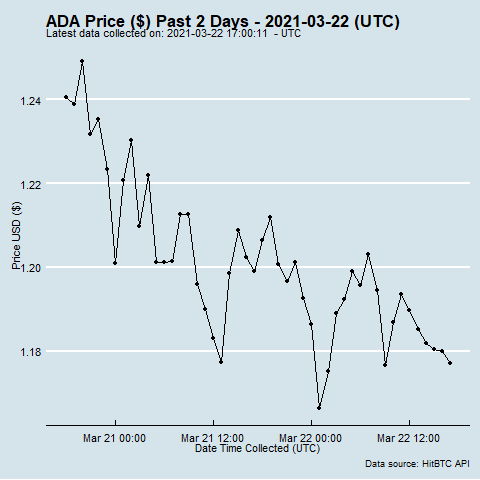 ADA Price ($) Past 2 Days - 2021-03-22 (UTC)
Latest data collected on: 2021-03-22 17:00:11 - UTC
1.24
1.22
1.20
1.18
Price USD ($)
Mar 21 00:00 Mar 21 12:00 Mar 22 00:00 Mar 22 12:00
Date Time Collected (UTC)
Data source: HitBTC API